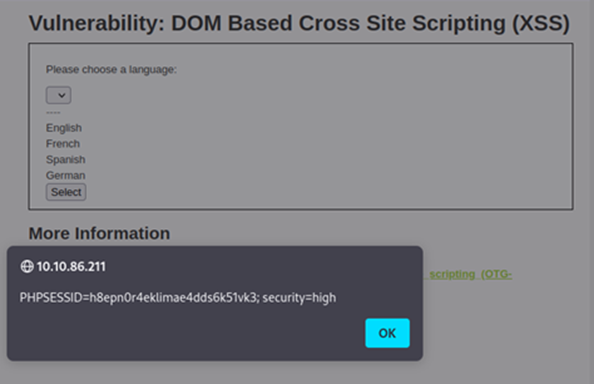 Vulnerability: DOM Based Cross Site Scripting (XSS)
Please choose a language:
----
English
French
Spanish
German
Select
More Information
scripting (OTG-
10.10.86.211
PHPSESSID=h8epn0r4eklimae4dds6k51vk3; security=high
OK